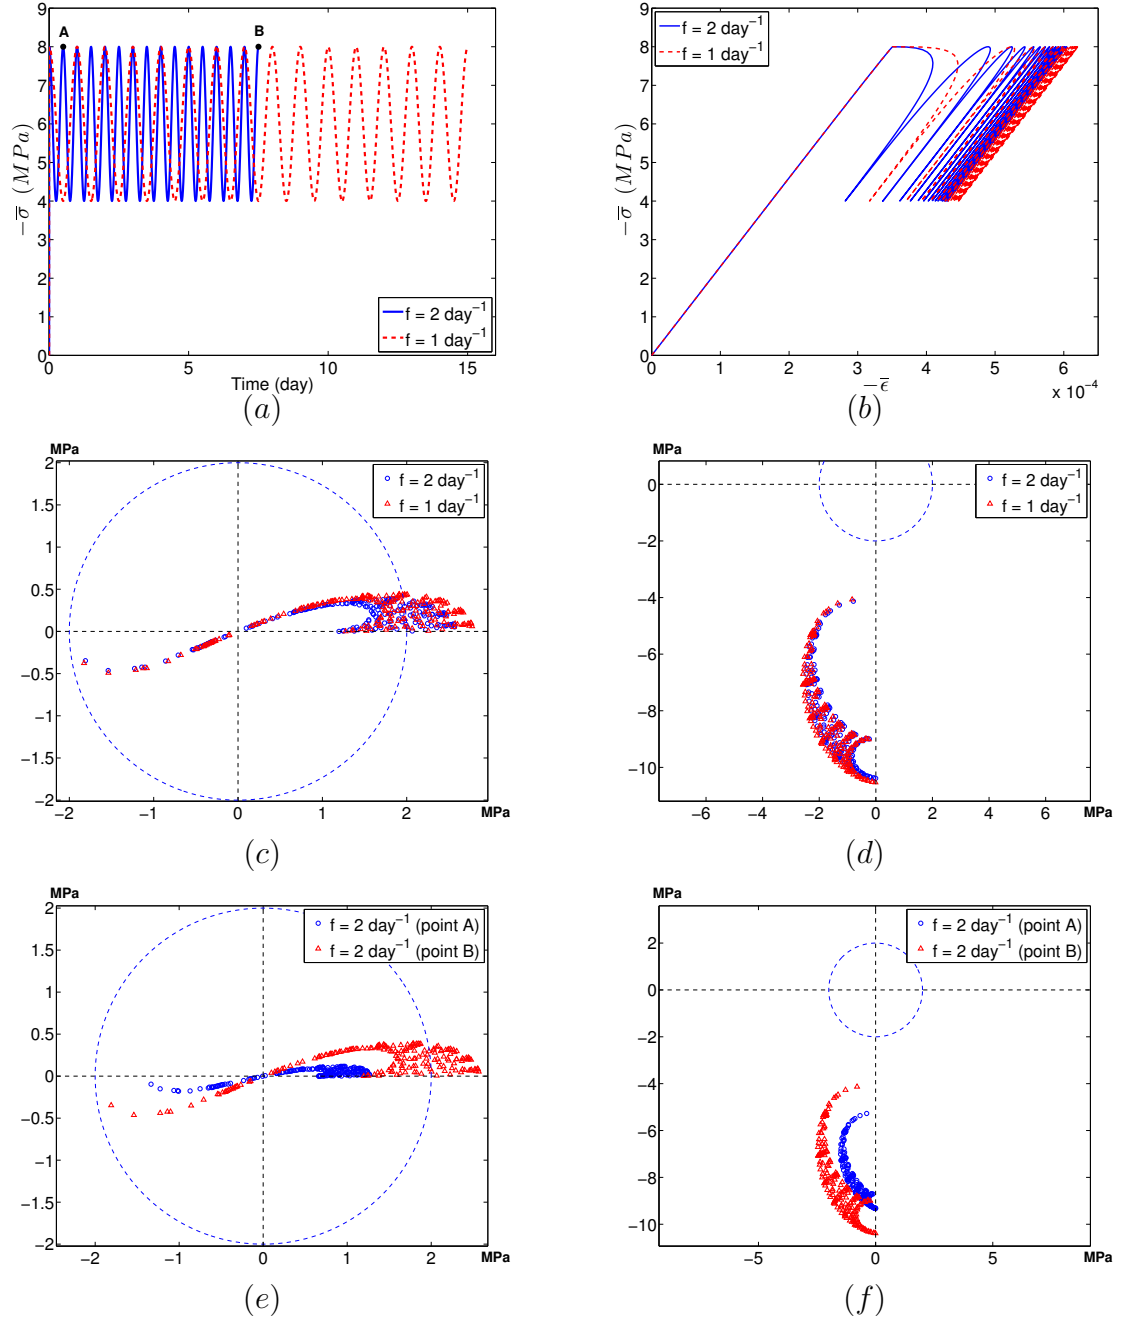 9
8
7
6
5
4
3
2
1
0
−σ̅ (MPa)
A
B
f = 2 day⁻¹
f = 1 day⁻¹
0
5
10
15
Time (day)
(a)
9
8
7
6
5
4
3
2
1
0
−σ̅ (MPa)
f = 2 day⁻¹
f = 1 day⁻¹
0
1
2
3
4
5
6
x 10⁻⁴
−ϵ̅
(b)
MPa
2
1.5
1
0.5
0
−0.5
−1
−1.5
−2
f = 2 day⁻¹
f = 1 day⁻¹
−2
−1
0
1
2
MPa
(c)
MPa
0
−2
−4
−6
−8
−10
f = 2 day⁻¹
f = 1 day⁻¹
−6
−4
−2
0
2
4
6
MPa
(d)
MPa
2
1.5
1
0.5
0
−0.5
−1
−1.5
−2
f = 2 day⁻¹ (point A)
f = 2 day⁻¹ (point B)
−2
−1
0
1
2
MPa
(e)
MPa
2
0
−2
−4
−6
−8
−10
f = 2 day⁻¹ (point A)
f = 2 day⁻¹ (point B)
−5
0
5
MPa
(f)